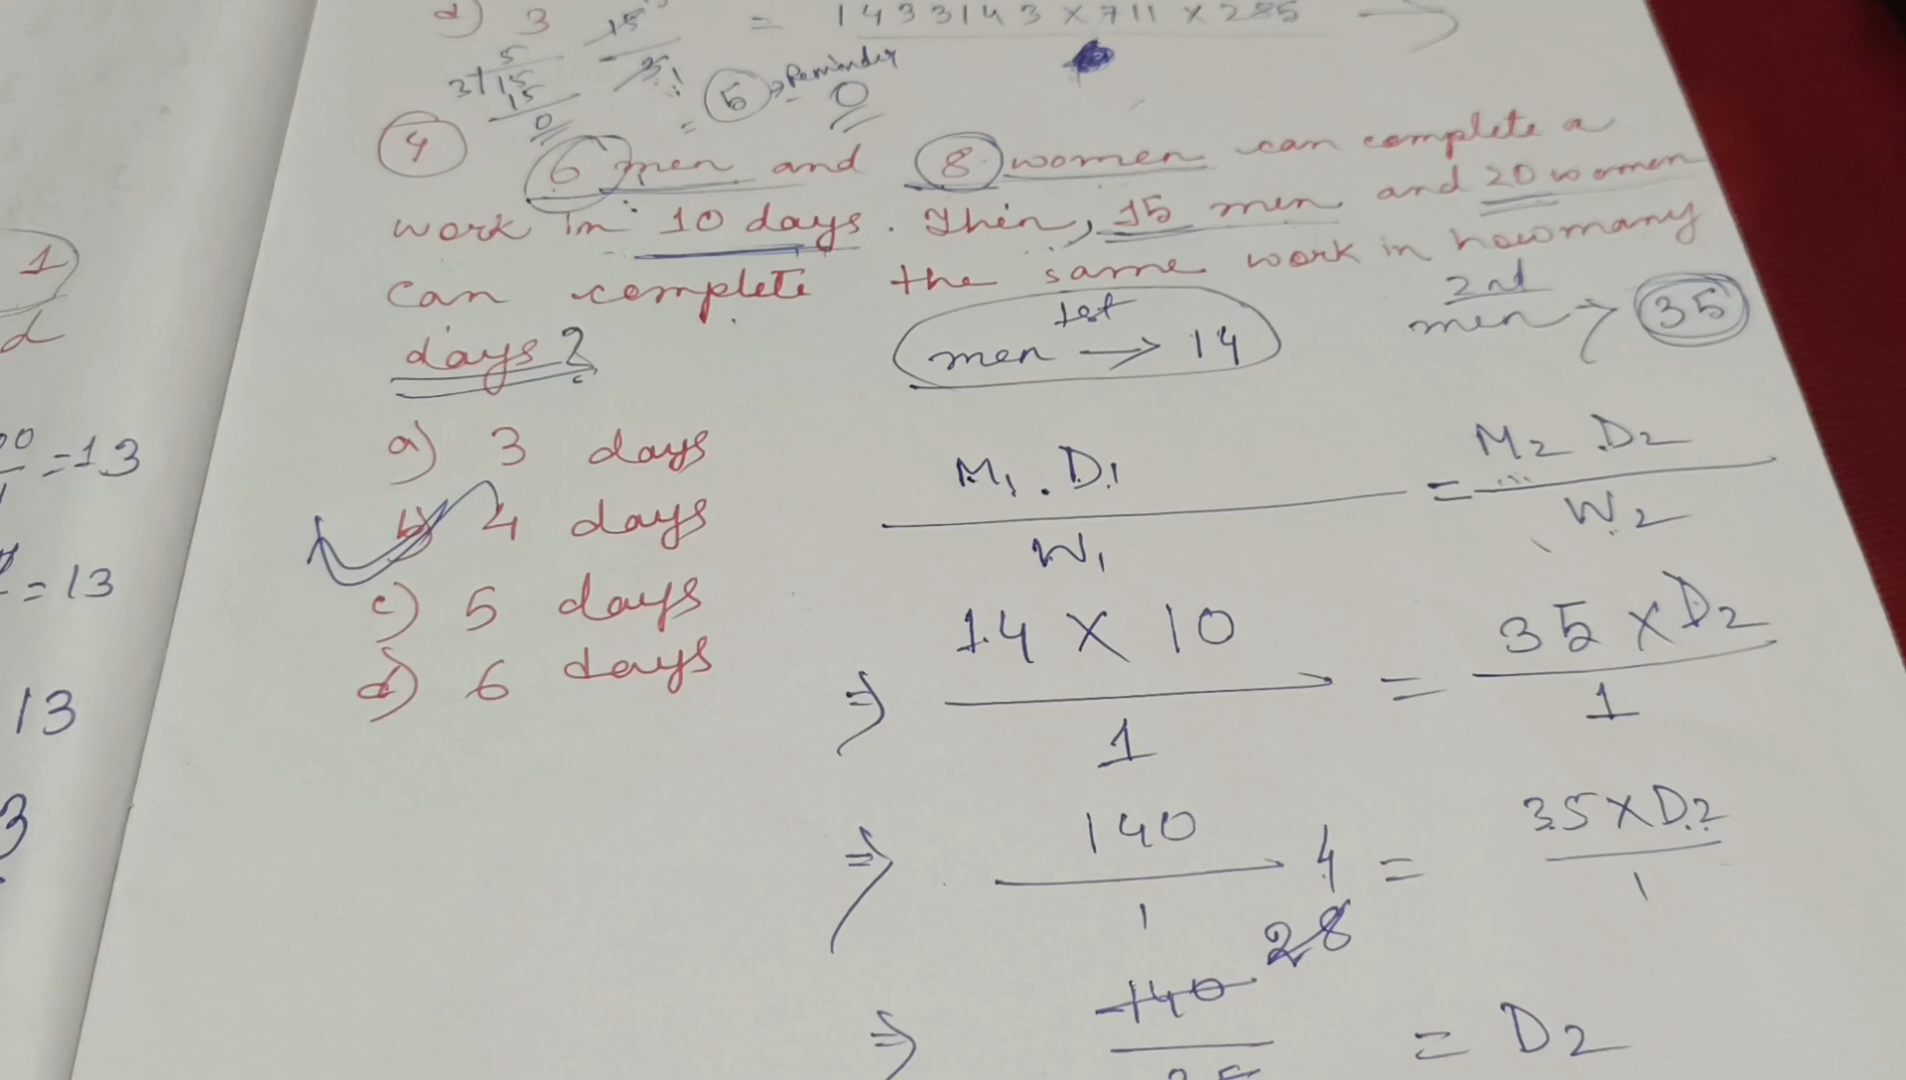 d) 3 = 1433143 x 711 x 285
15
5
3 15
15
0
= 5 → Reminder
0
4 6 men and 8 women can complete a
work in 10 days. Then, 15 men and 20 women
can complete the same work in how many
days?
1st
men → 14
2nd
men → 35
a) 3 days
b) 4 days
c) 5 days
d) 6 days
M1 . D1 = M2 . D2
W1 W2
⇒ 14 x 10 = 35 x D2
1 1
⇒ 140 = 35 x D2
1 1
4
28
⇒ 140 = D2
1
=13
=13
13
3